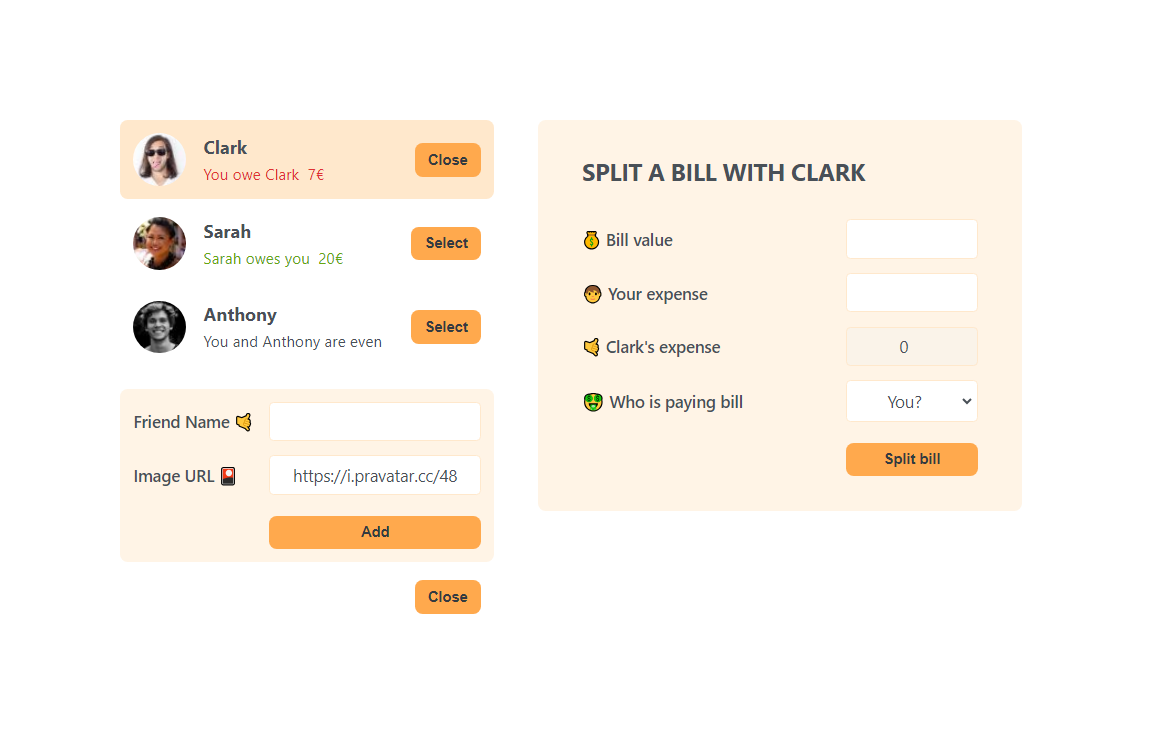 Clark
You owe Clark 7€
Close
Sarah
Sarah owes you 20€
Select
Anthony
You and Anthony are even
Select
Friend Name 🤙
Image URL 🎴
https://i.pravatar.cc/48
Add
Close
SPLIT A BILL WITH CLARK
💰 Bill value
🧑 Your expense
🤙 Clark's expense
0
🤑 Who is paying bill
You?
Split bill